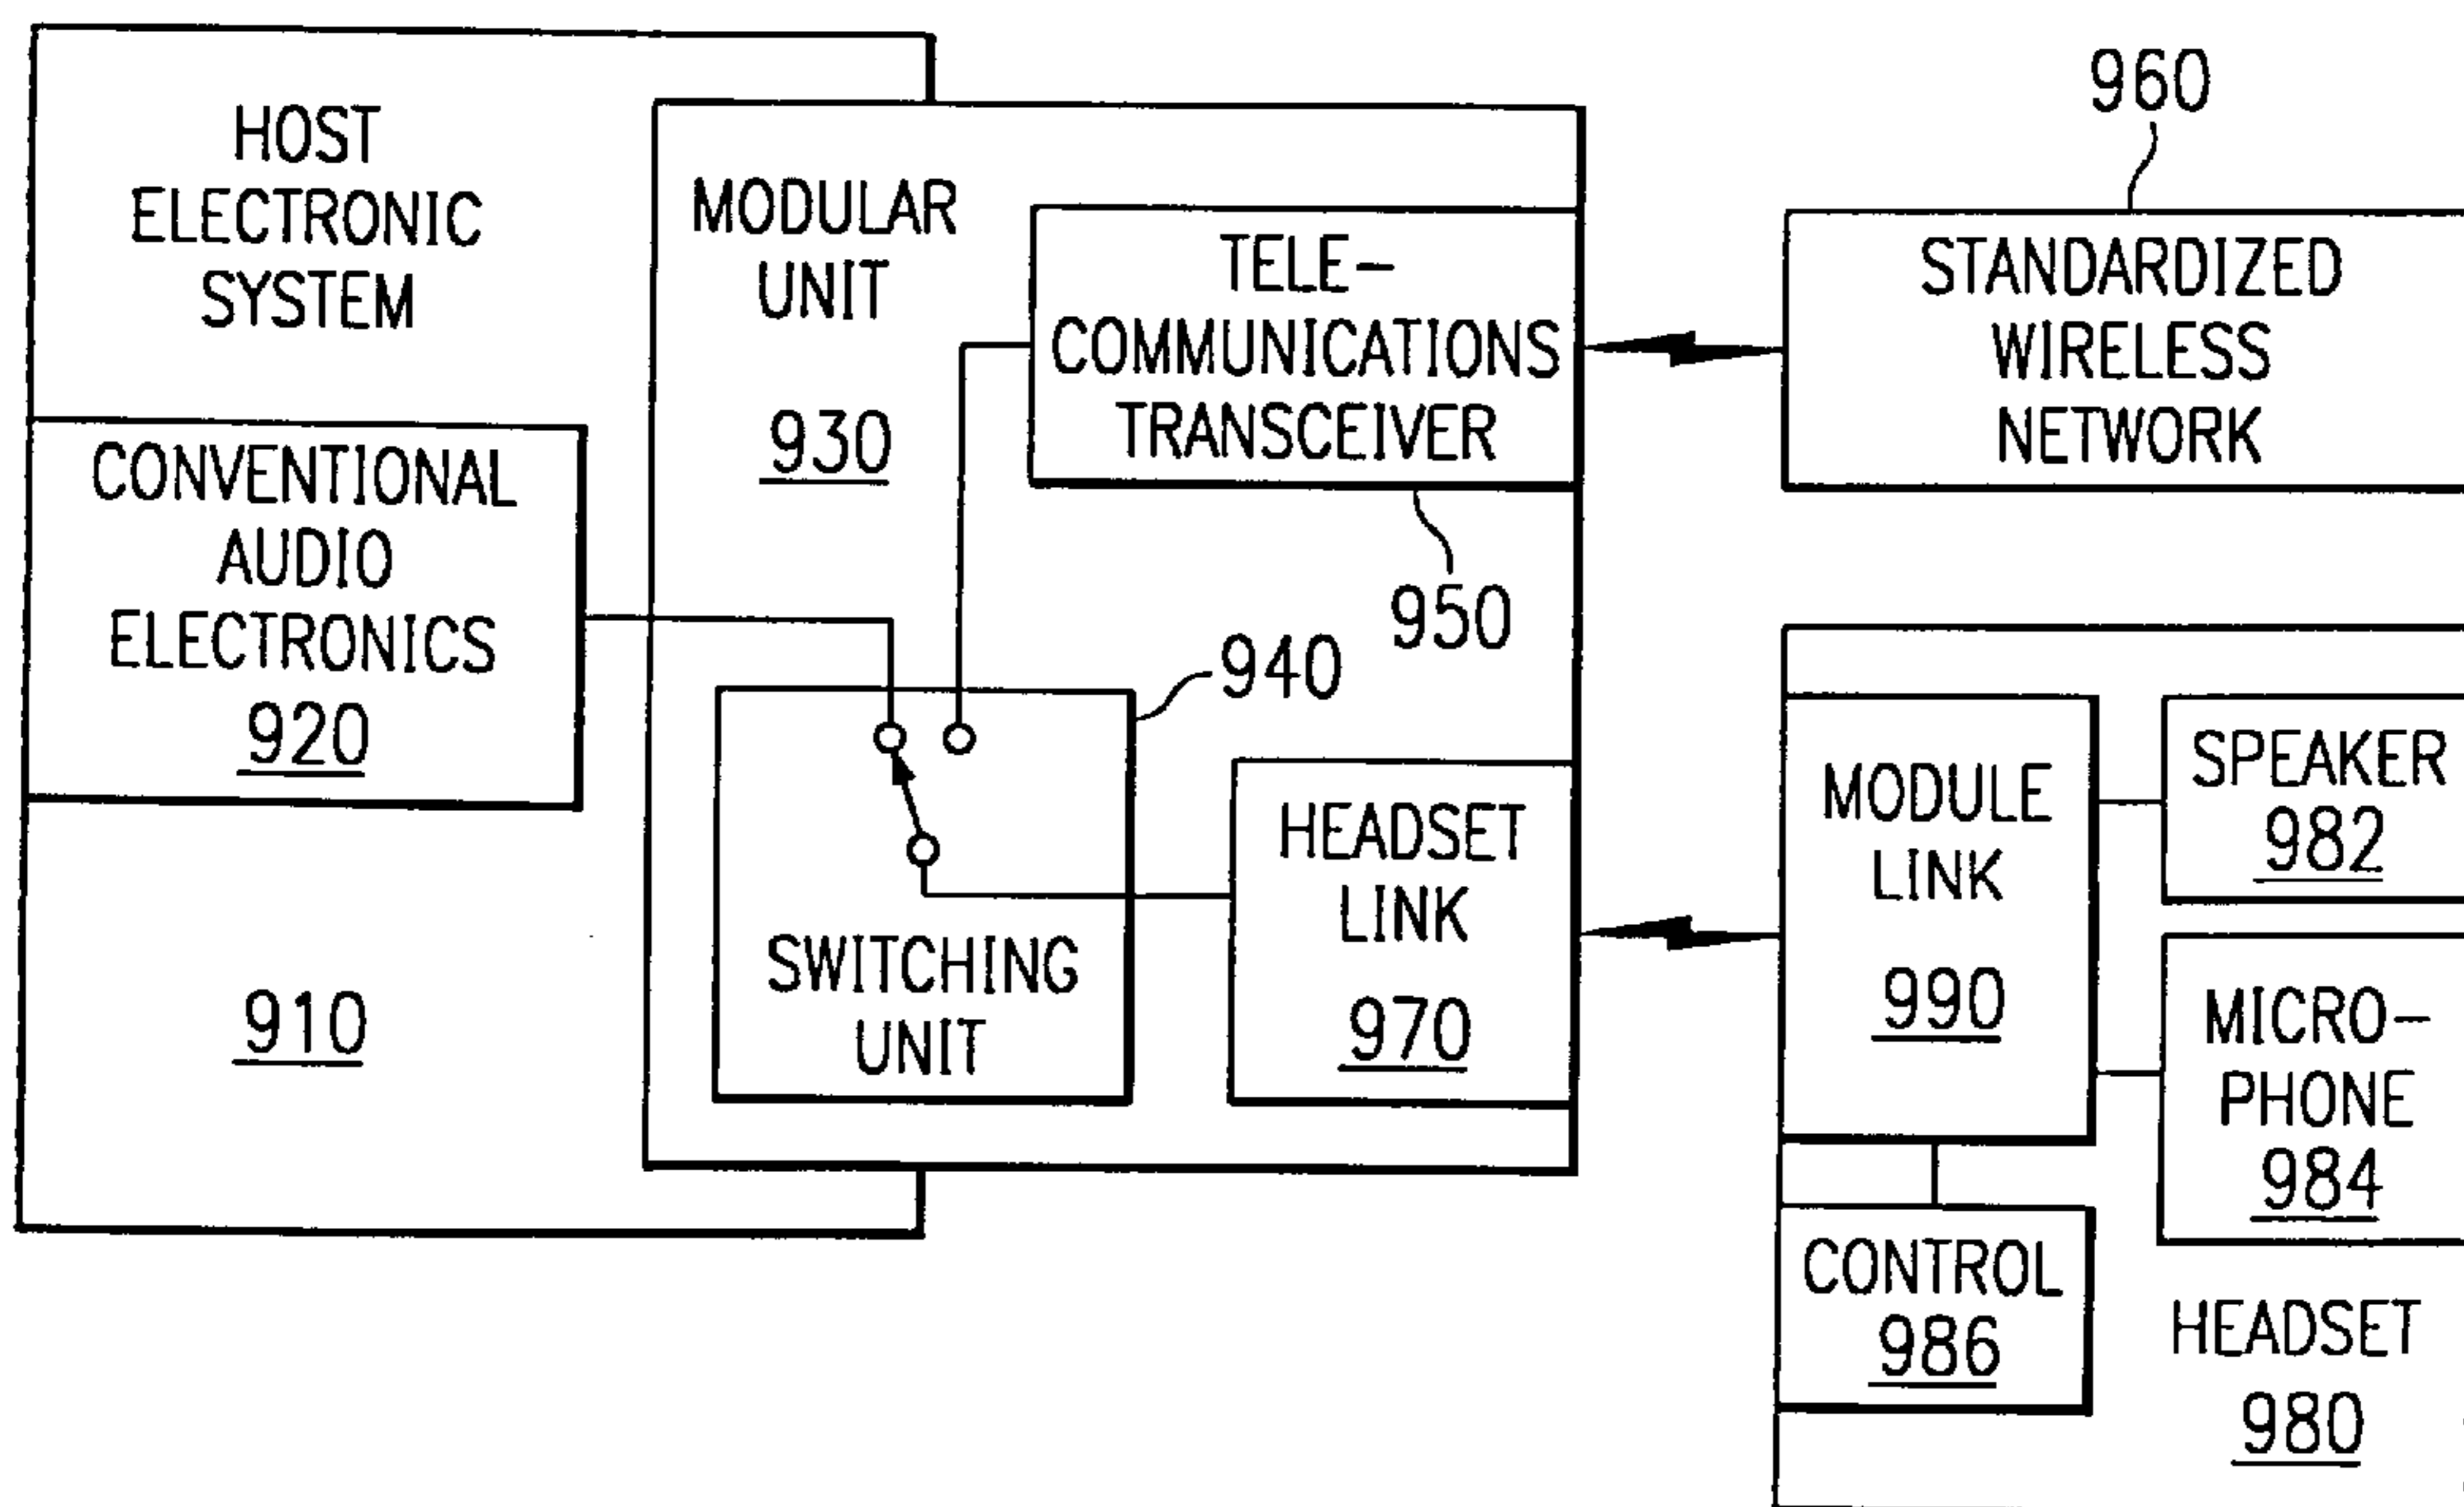 HOST
ELECTRONIC
SYSTEM
CONVENTIONAL
AUDIO
ELECTRONICS
920
910
MODULAR
UNIT
930
TELE-
COMMUNICATIONS
TRANSCEIVER
950
940
SWITCHING
UNIT
HEADSET
LINK
970
960
STANDARDIZED
WIRELESS
NETWORK
MODULE
LINK
990
SPEAKER
982
MICRO-
PHONE
984
CONTROL
986
HEADSET
980